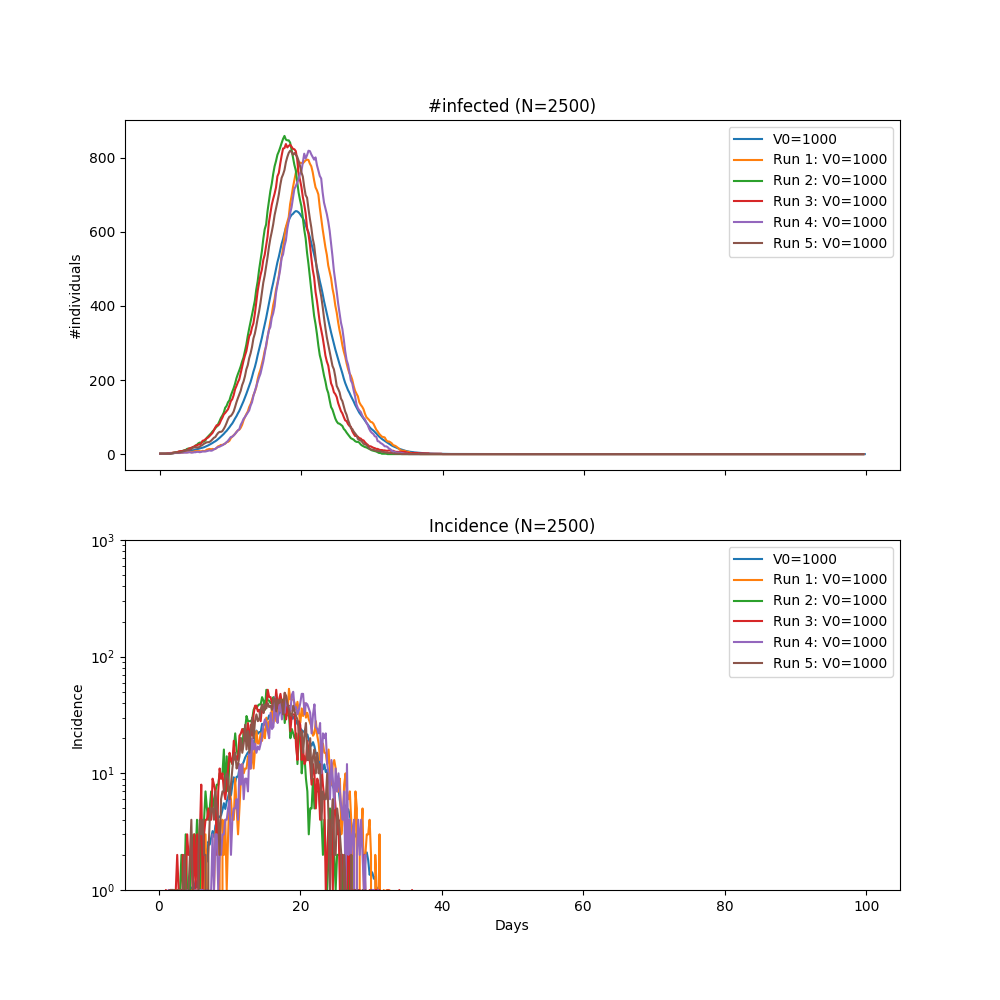 #infected (N=2500)
#individuals
800
600
400
200
0
V0=1000
Run 1: V0=1000
Run 2: V0=1000
Run 3: V0=1000
Run 4: V0=1000
Run 5: V0=1000
Incidence (N=2500)
Incidence
10³
10²
10¹
10⁰
V0=1000
Run 1: V0=1000
Run 2: V0=1000
Run 3: V0=1000
Run 4: V0=1000
Run 5: V0=1000
0 20 40 60 80 100
Days